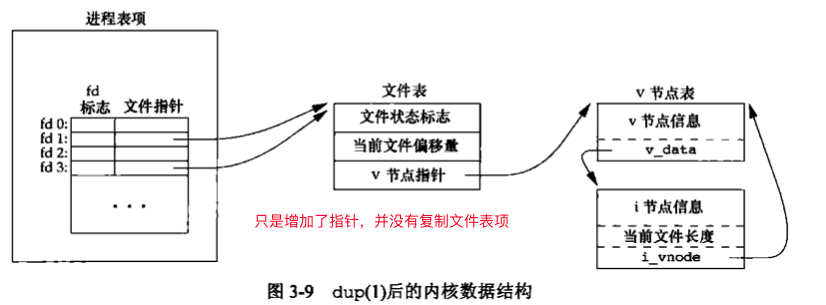 进程表项
fd
标志 文件指针
fd 0:
fd 1:
fd 2:
fd 3:
...
文件表
文件状态标志
当前文件偏移量
v 节点指针
v 节点表
v 节点信息
v_data
i 节点信息
当前文件长度
i_vnode
只是增加了指针，并没有复制文件表项
图 3-9 dup(1)后的内核数据结构